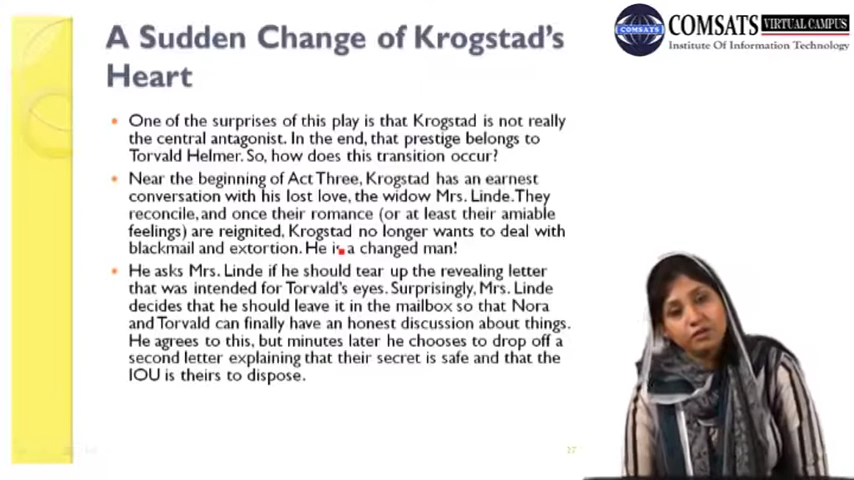 A Sudden Change of Krogstad's
Heart
COMSATS
COMSATS VIRTUAL CAMPUS
Institute Of Information Technology
One of the surprises of this play is that Krogstad is not really
the central antagonist. In the end, that prestige belongs to
Torvald Helmer. So, how does this transition occur?
Near the beginning of Act Three, Krogstad has an earnest
conversation with his lost love, the widow Mrs. Linde. They
reconcile, and once their romance (or at least their amiable
feelings) are reignited, Krogstad no longer wants to deal with
blackmail and extortion. He is a changed man!
He asks Mrs. Linde if he should tear up the revealing letter
that was intended for Torvald's eyes. Surprisingly, Mrs. Linde
decides that he should leave it in the mailbox so that Nora
and Torvald can finally have an honest discussion about things.
He agrees to this, but minutes later he chooses to drop off a
second letter explaining that their secret is safe and that the
IOU is theirs to dispose.
27